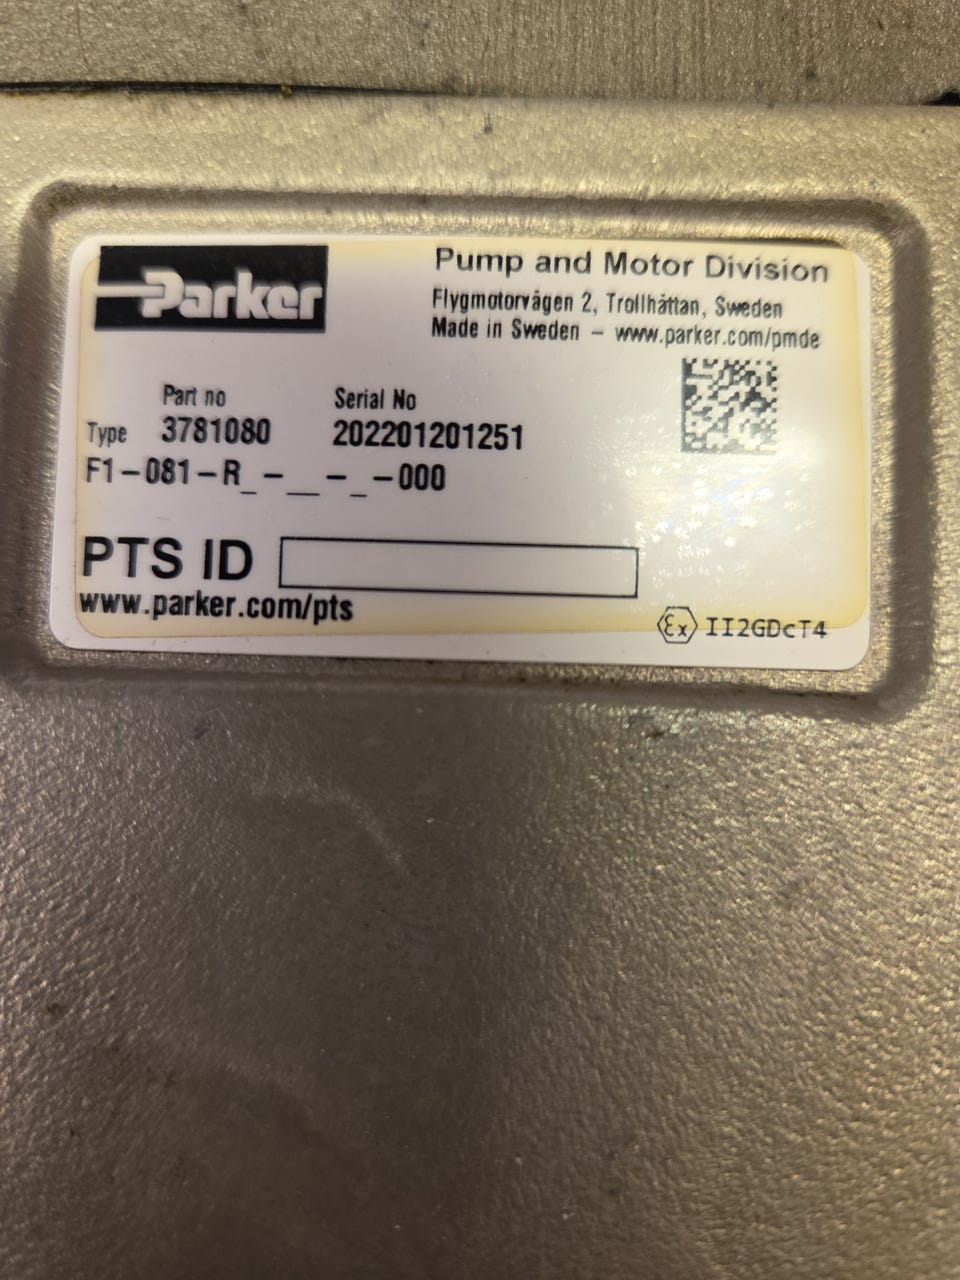 Parker
Pump and Motor Division
Flygmotorvägen 2, Trollhättan, Sweden
Made in Sweden – www.parker.com/pmde
Part no Serial No
Type 3781080 202201201251
F1-081-R_-__-_-000
PTS ID
www.parker.com/pts
Ex II2GDcT4